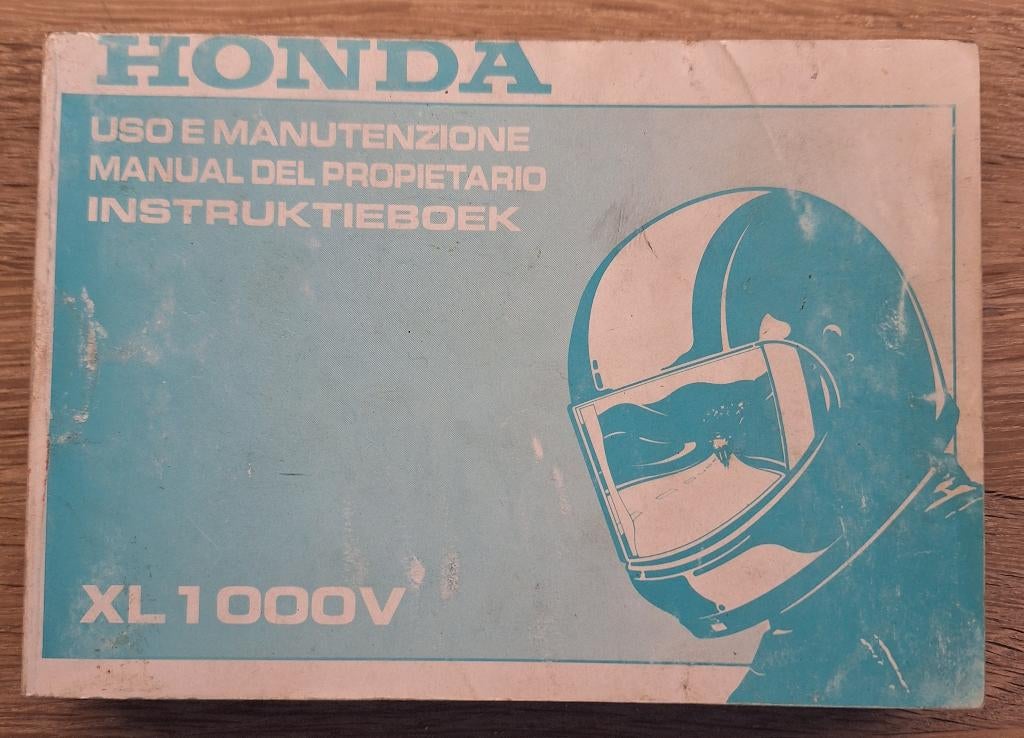 HONDA
USO E MANUTENZIONE
MANUAL DEL PROPIETARIO
INSTRUKTIEBOEK
XL1000V